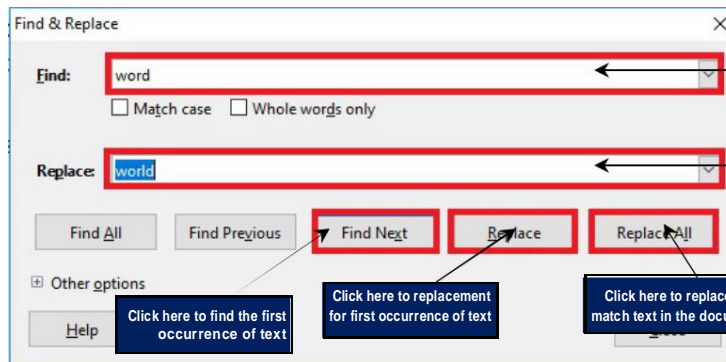 Find & Replace
Find: word
Match case Whole words only
Replace: world
Find All Find Previous Find Next Replace Replace All
Other options
Click here to find the first
occurrence of text
Click here to replacement
for first occurrence of text
Click here to replac
match text in the docu
Help